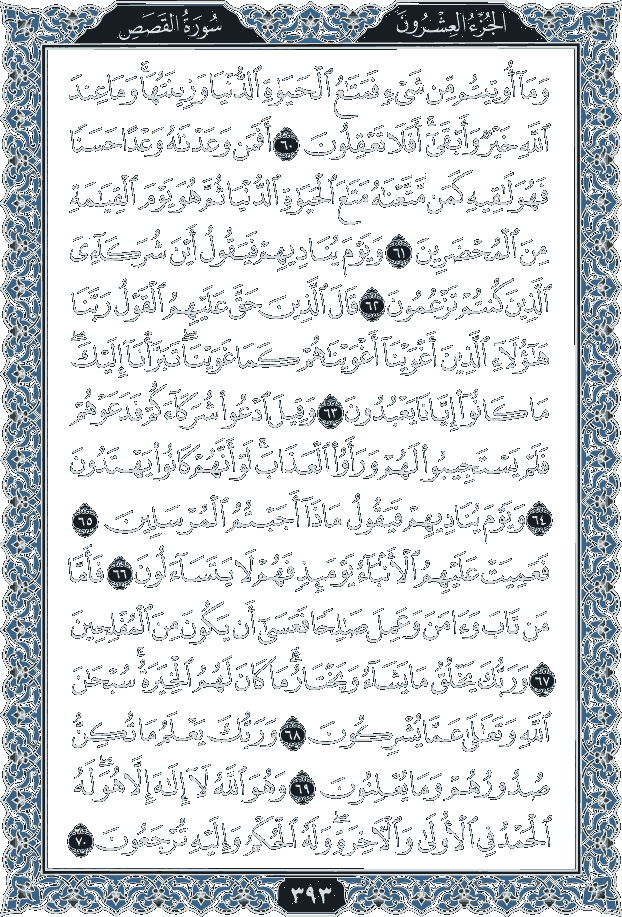 سُورَةُ القَصَصِ
الجُزْءُ العِشْرُونَ
وَمَآ أُوتِيتُم مِّن شَيْءٍ فَمَتَٰعُ ٱلْحَيَوٰةِ ٱلدُّنْيَا وَزِينَتُهَا ۚ وَمَا عِندَ
ٱللَّهِ خَيْرٌ وَأَبْقَىٰٓ ۚ أَفَلَا تَعْقِلُونَ ٦٠ أَفَمَن وَعَدْنَٰهُ وَعْدًا حَسَنًا
فَهُوَ لَٰقِيهِ كَمَن مَّتَّعْنَٰهُ مَتَٰعَ ٱلْحَيَوٰةِ ٱلدُّنْيَا ثُمَّ هُوَ يَوْمَ ٱلْقِيَٰمَةِ
مِنَ ٱلْمُحْضَرِينَ ٦١ وَيَوْمَ يُنَادِيهِمْ فَيَقُولُ أَيْنَ شُرَكَآءِىَ
ٱلَّذِينَ كُنتُمْ تَزْعُمُونَ ٦٢ قَالَ ٱلَّذِينَ حَقَّ عَلَيْهِمُ ٱلْقَوْلُ رَبَّنَا
هَٰٓؤُلَآءِ ٱلَّذِينَ أَغْوَيْنَآ أَغْوَيْنَٰهُمْ كَمَا غَوَيْنَا ۖ تَبَرَّأْنَآ إِلَيْكَ ۖ
مَا كَانُوٓا۟ إِيَّانَا يَعْبُدُونَ ٦٣ وَقِيلَ ٱدْعُوا۟ شُرَكَآءَكُمْ فَدَعَوْهُمْ
فَلَمْ يَسْتَجِيبُوا۟ لَهُمْ وَرَأَوُا۟ ٱلْعَذَابَ ۚ لَوْ أَنَّهُمْ كَانُوا۟ يَهْتَدُونَ
٦٤ وَيَوْمَ يُنَادِيهِمْ فَيَقُولُ مَاذَآ أَجَبْتُمُ ٱلْمُرْسَلِينَ ٦٥
فَعَمِيَتْ عَلَيْهِمُ ٱلْأَنۢبَآءُ يَوْمَئِذٍ فَهُمْ لَا يَتَسَآءَلُونَ ٦٦ فَأَمَّا
مَن تَابَ وَءَامَنَ وَعَمِلَ صَٰلِحًا فَعَسَىٰٓ أَن يَكُونَ مِنَ ٱلْمُفْلِحِينَ
٦٧ وَرَبُّكَ يَخْلُقُ مَا يَشَآءُ وَيَخْتَارُ ۗ مَا كَانَ لَهُمُ ٱلْخِيَرَةُ ۚ سُبْحَٰنَ
ٱللَّهِ وَتَعَٰلَىٰ عَمَّا يُشْرِكُونَ ٦٨ وَرَبُّكَ يَعْلَمُ مَا تُكِنُّ
صُدُورُهُمْ وَمَا يُعْلِنُونَ ٦٩ وَهُوَ ٱللَّهُ لَآ إِلَٰهَ إِلَّا هُوَ ۖ لَهُ
ٱلْحَمْدُ فِى ٱلْأُولَىٰ وَٱلْءَاخِرَةِ ۖ وَلَهُ ٱلْحُكْمُ وَإِلَيْهِ تُرْجَعُونَ ٧٠
٣٩٣